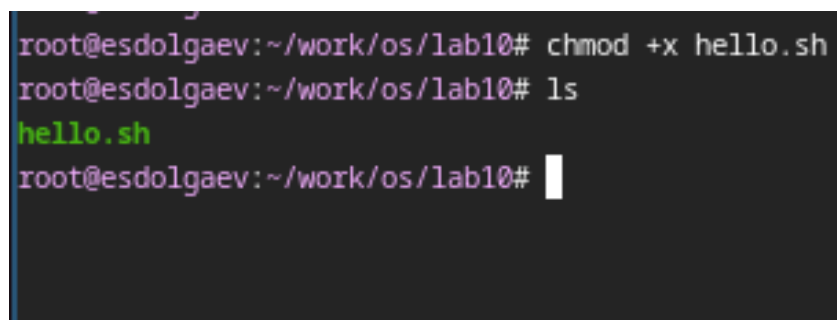 root@esdolgaev:~/work/os/lab10# chmod +x hello.sh
root@esdolgaev:~/work/os/lab10# ls
hello.sh
root@esdolgaev:~/work/os/lab10#